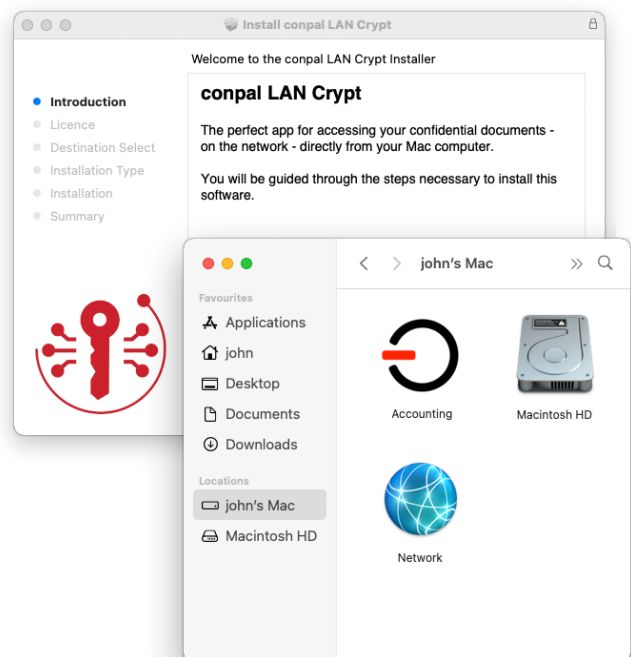 Install conpal LAN Crypt
Welcome to the conpal LAN Crypt Installer
Introduction
Licence
Destination Select
Installation Type
Installation
Summary
conpal LAN Crypt
The perfect app for accessing your confidential documents -
on the network - directly from your Mac computer.
You will be guided through the steps necessary to install this
software.
john's Mac
Favourites
Applications
john
Desktop
Documents
Downloads
Locations
john's Mac
Macintosh HD
Accounting
Macintosh HD
Network